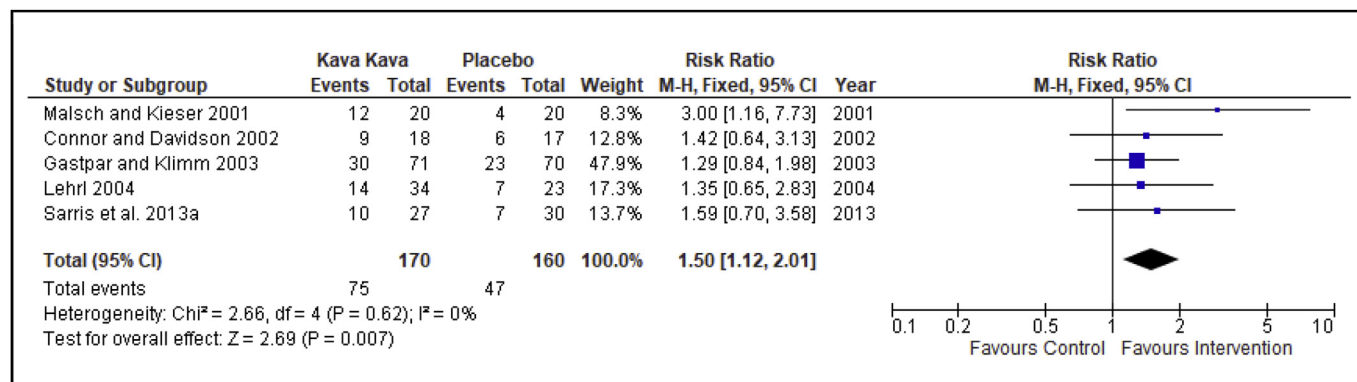 Kava Kava Placebo Risk Ratio Risk Ratio
Study or Subgroup Events Total Events Total Weight M-H, Fixed, 95% CI Year M-H, Fixed, 95% CI
Malsch and Kieser 2001 12 20 4 20 8.3% 3.00 [1.16, 7.73] 2001
Connor and Davidson 2002 9 18 6 17 12.8% 1.42 [0.64, 3.13] 2002
Gastpar and Klimm 2003 30 71 23 70 47.9% 1.29 [0.84, 1.98] 2003
Lehrl 2004 14 34 7 23 17.3% 1.35 [0.65, 2.83] 2004
Sarris et al. 2013a 10 27 7 30 13.7% 1.59 [0.70, 3.58] 2013
Total (95% CI) 170 160 100.0% 1.50 [1.12, 2.01]
Total events 75 47
Heterogeneity: Chi² = 2.66, df = 4 (P = 0.62); I² = 0%
Test for overall effect: Z = 2.69 (P = 0.007)
0.1 0.2 0.5 1 2 5 10
Favours Control Favours Intervention